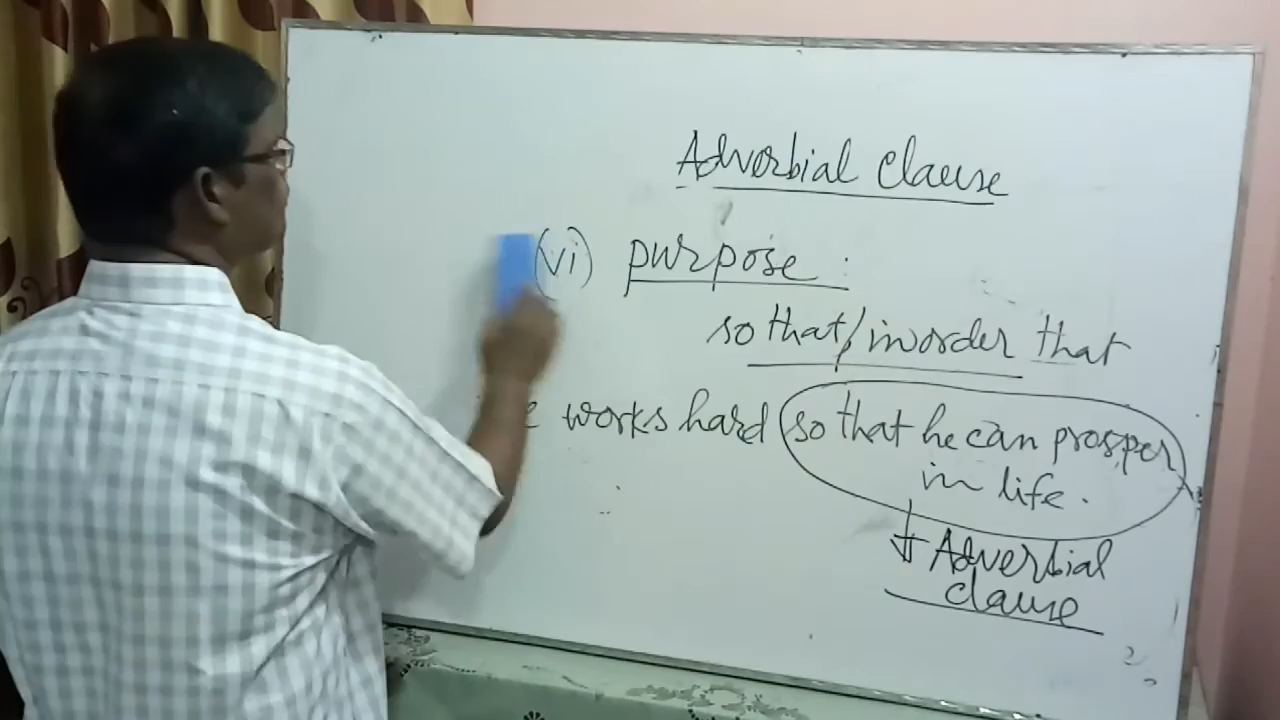 Adverbial clause
(vi) purpose :
so that/inorder that
works hard so that he can prosper
in life.
Adverbial
clause